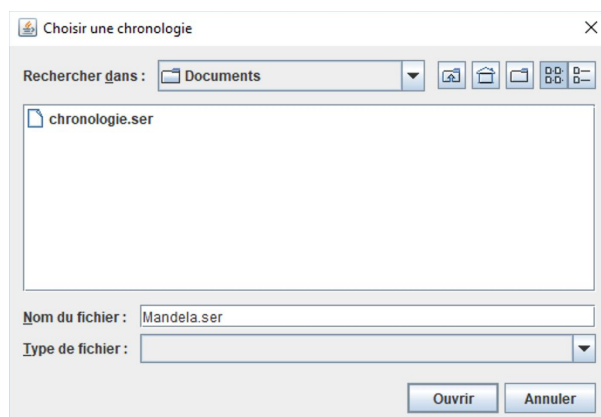 Choisir une chronologie
Rechercher dans : Documents
chronologie.ser
Nom du fichier : Mandela.ser
Type de fichier :
Ouvrir Annuler